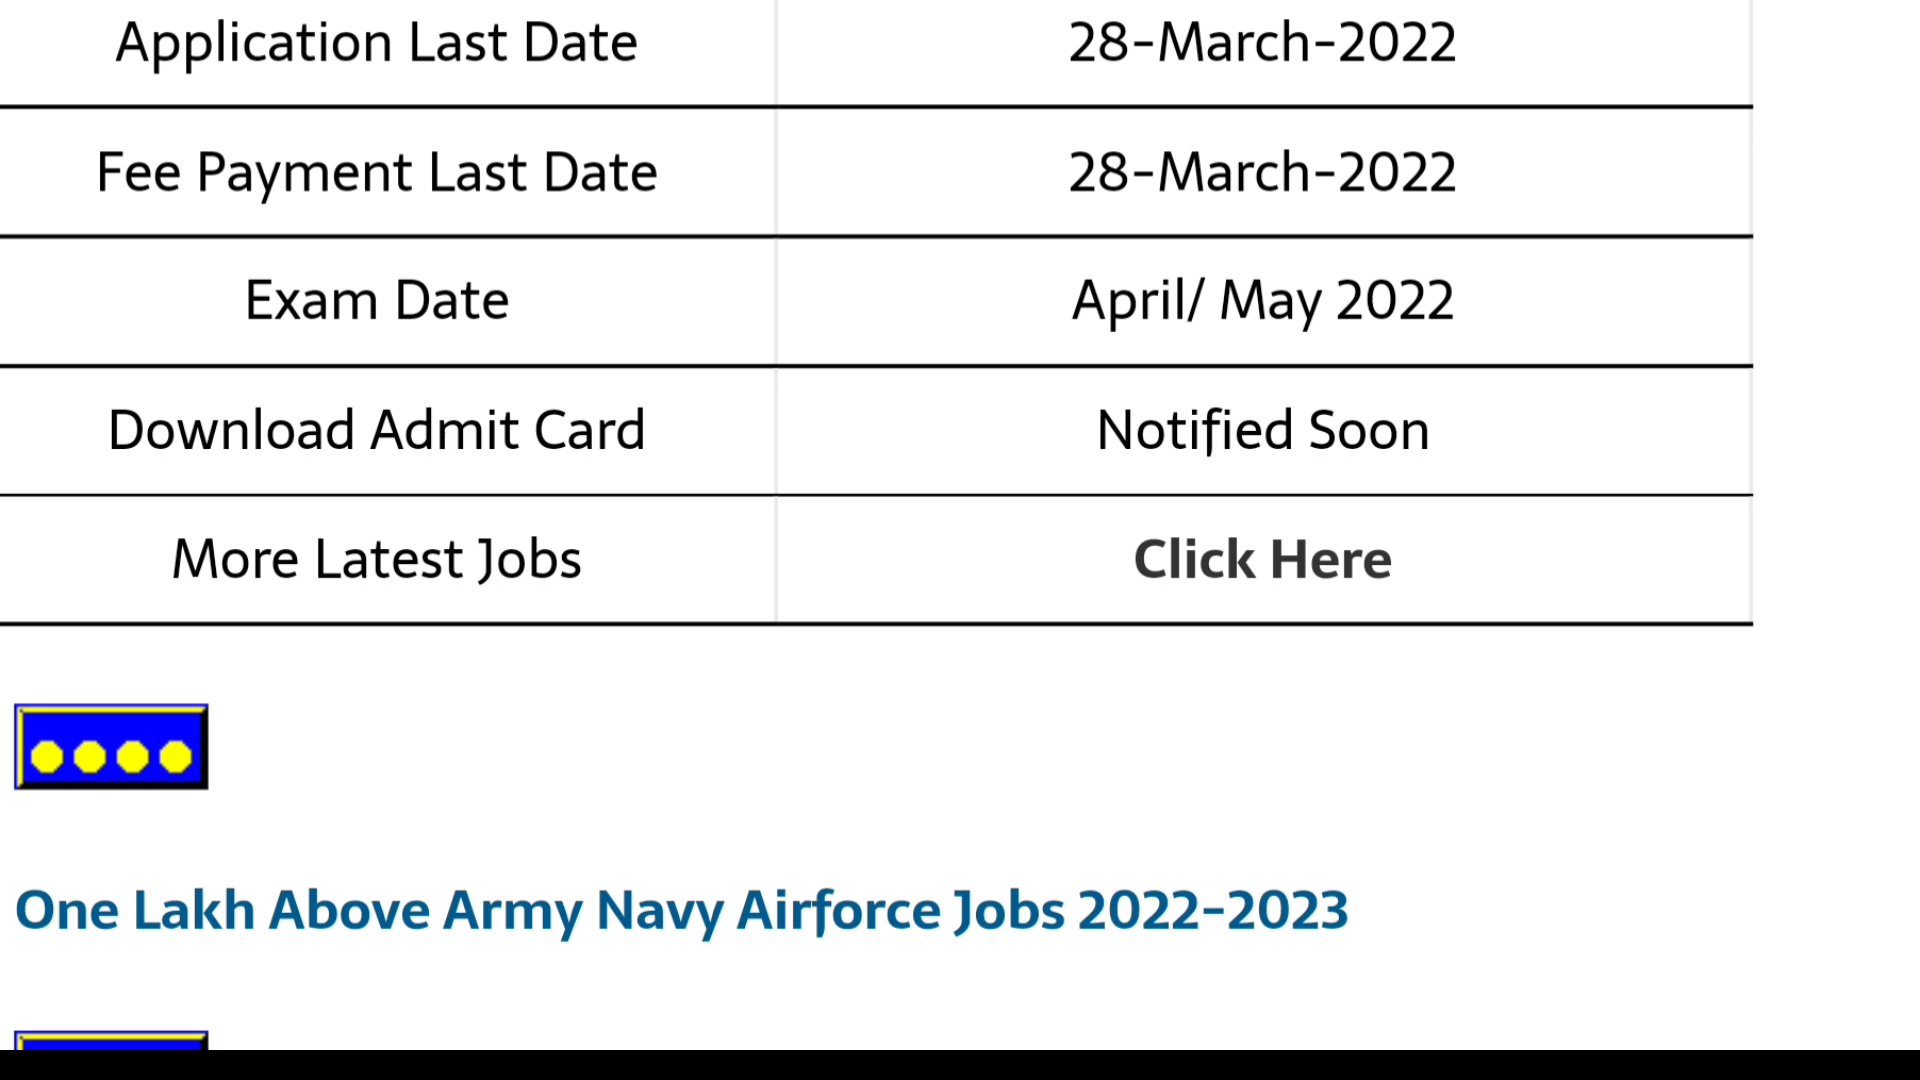 Application Last Date 28-March-2022
Fee Payment Last Date 28-March-2022
Exam Date April/ May 2022
Download Admit Card Notified Soon
More Latest Jobs Click Here
One Lakh Above Army Navy Airforce Jobs 2022-2023